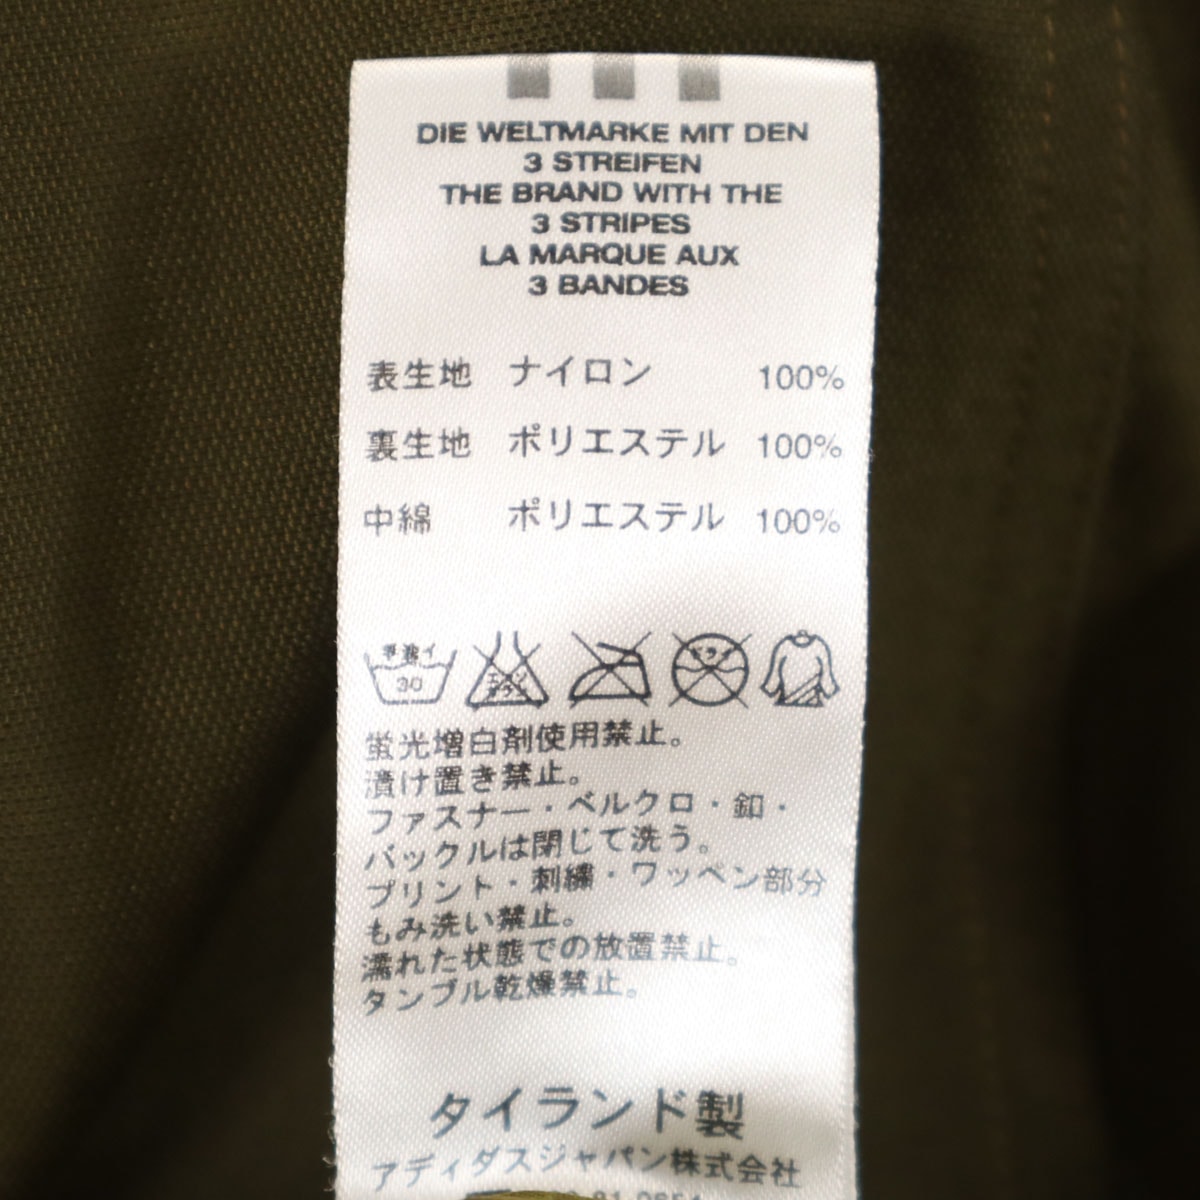 DIE WELTMARKE MIT DEN
3 STREIFEN
THE BRAND WITH THE
3 STRIPES
LA MARQUE AUX
3 BANDES
表生地 ナイロン 100%
裏生地 ポリエステル 100%
中綿 ポリエステル 100%
30
蛍光増白剤使用禁止。
漬け置き禁止。
ファスナー・ベルクロ・釦・
バックルは閉じて洗う。
プリント・刺繍・ワッペン部分
もみ洗い禁止。
濡れた状態での放置禁止。
タンブル乾燥禁止。
タイランド製
アディダスジャパン株式会社